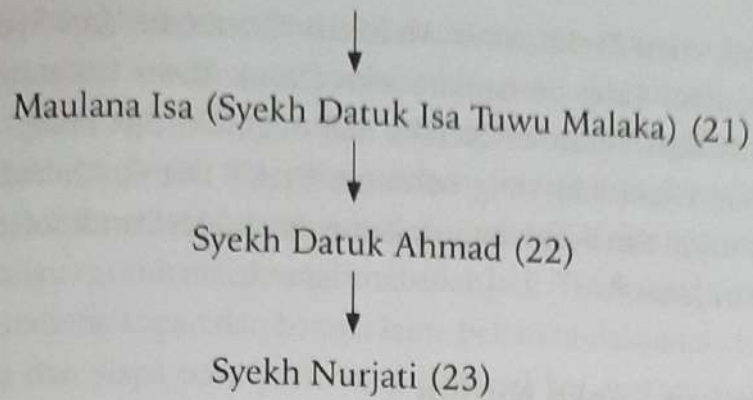 Maulana Isa (Syekh Datuk Isa Tuwu Malaka) (21)
Syekh Datuk Ahmad (22)
Syekh Nurjati (23)